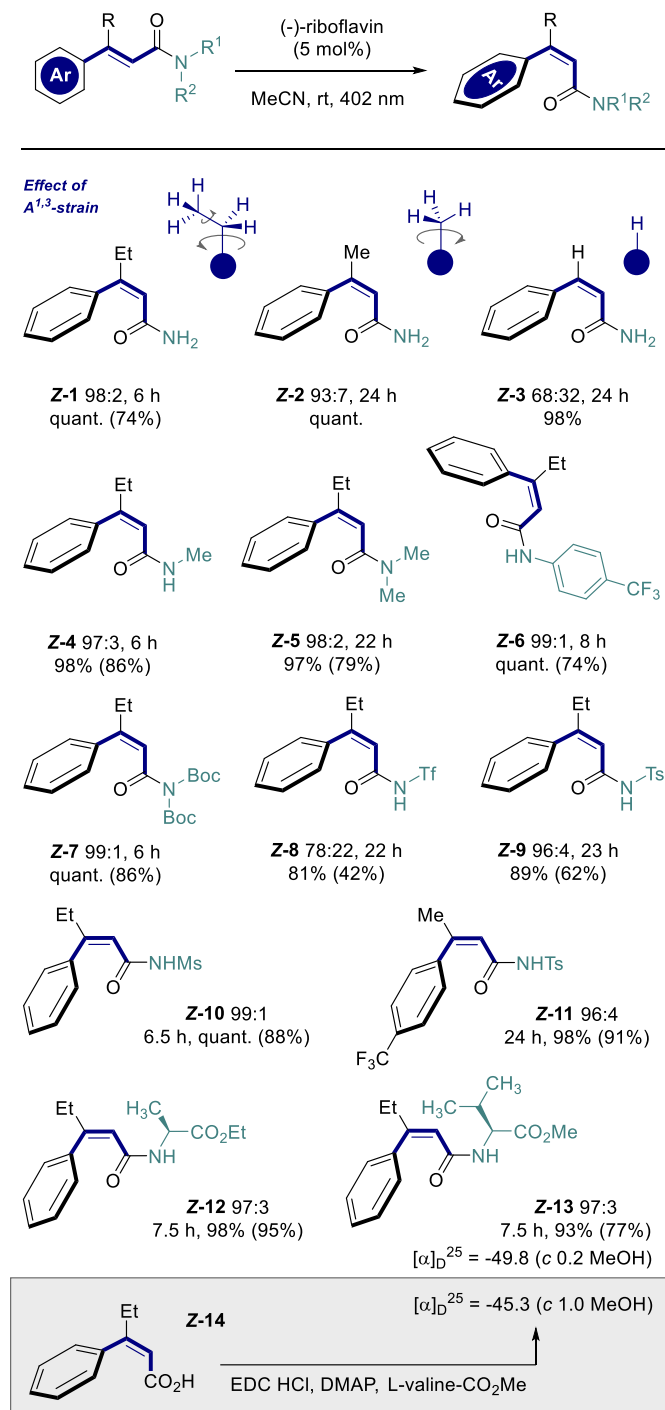 R
O
Ar
N
R¹
R²
(-)-riboflavin
(5 mol%)
MeCN, rt, 402 nm
R
Ar
O
NR¹R²
Effect of
A¹,³-strain
H
H
H
H
H
H
H
H
H
Et
O
NH₂
Me
O
NH₂
H
O
NH₂
Z-1 98:2, 6 h
quant. (74%)
Z-2 93:7, 24 h
quant.
Z-3 68:32, 24 h
98%
Et
O
N
H
Me
Et
O
N
Me
Me
Et
O
HN
CF₃
Z-4 97:3, 6 h
98% (86%)
Z-5 98:2, 22 h
97% (79%)
Z-6 99:1, 8 h
quant. (74%)
Et
O
N
Boc
Boc
Et
O
N
H
Tf
Et
O
N
H
Ts
Z-7 99:1, 6 h
quant. (86%)
Z-8 78:22, 22 h
81% (42%)
Z-9 96:4, 23 h
89% (62%)
Et
O
NHMs
Z-10 99:1
6.5 h, quant. (88%)
Me
O
NHTs
F₃C
Z-11 96:4
24 h, 98% (91%)
Et
O
N
H
H₃C
CO₂Et
Z-12 97:3
7.5 h, 98% (95%)
Et
O
N
H
H₃C
CH₃
CO₂Me
Z-13 97:3
7.5 h, 93% (77%)
[α]D²⁵ = -49.8 (c 0.2 MeOH)
[α]D²⁵ = -45.3 (c 1.0 MeOH)
Et
Z-14
CO₂H
EDC HCl, DMAP, L-valine-CO₂Me